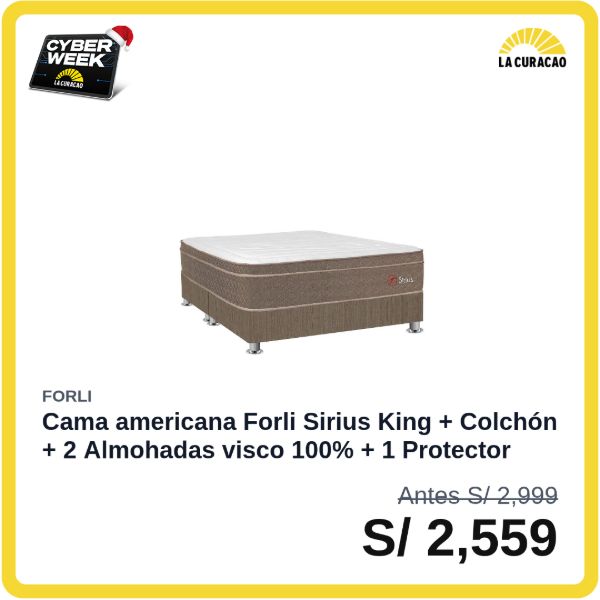 CYBER
WEEK
LA CURACAO
LA CURACAO
Sirius
FORLI
Cama americana Forli Sirius King + Colchón
+ 2 Almohadas visco 100% + 1 Protector
Antes S/ 2,999
S/ 2,559